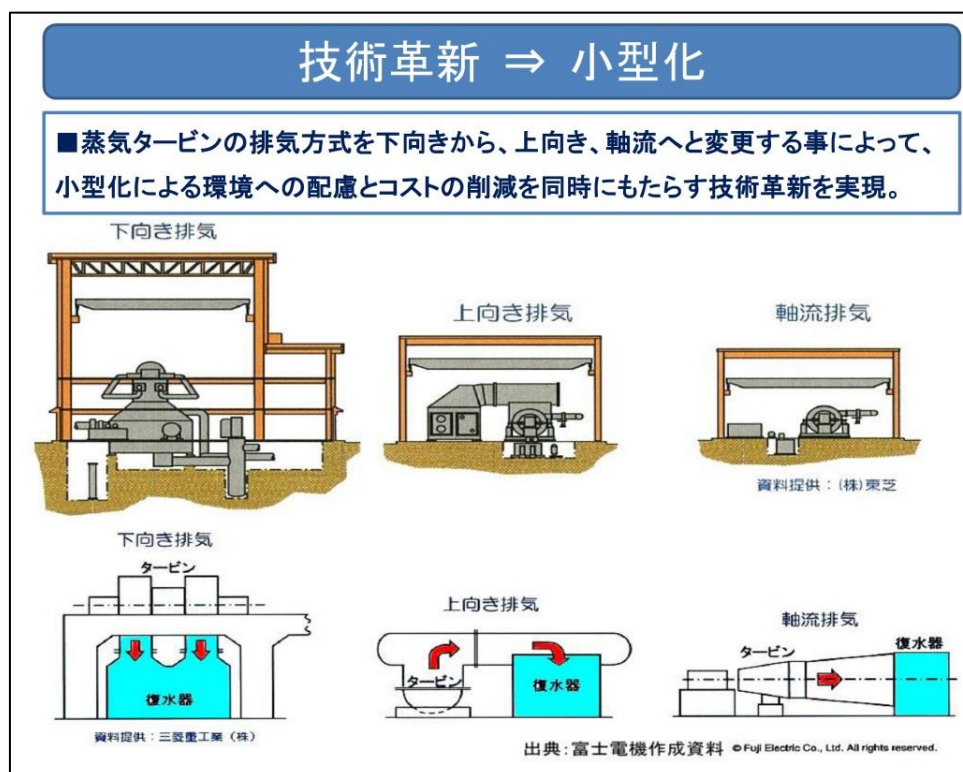 技術革新 ⇒ 小型化
■蒸気タービンの排気方式を下向きから、上向き、軸流へと変更する事によって、
小型化による環境への配慮とコストの削減を同時にもたらす技術革新を実現。
下向き排気
上向き排気
軸流排気
資料提供：(株)東芝
下向き排気
タービン
復水器
資料提供：三菱重工業（株）
上向き排気
タービン
復水器
軸流排気
タービン
復水器
出典：富士電機作成資料 © Fuji Electric Co., Ltd. All rights reserved.